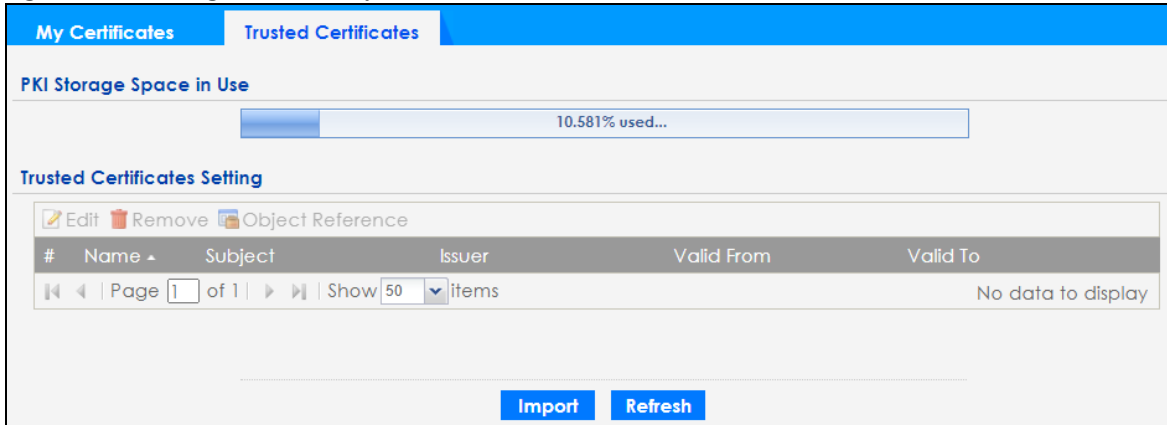 My Certificates Trusted Certificates
PKI Storage Space in Use
10.581% used...
Trusted Certificates Setting
Edit Remove Object Reference
# Name Subject Issuer Valid From Valid To
Page 1 of 1 Show 50 items No data to display
Import Refresh